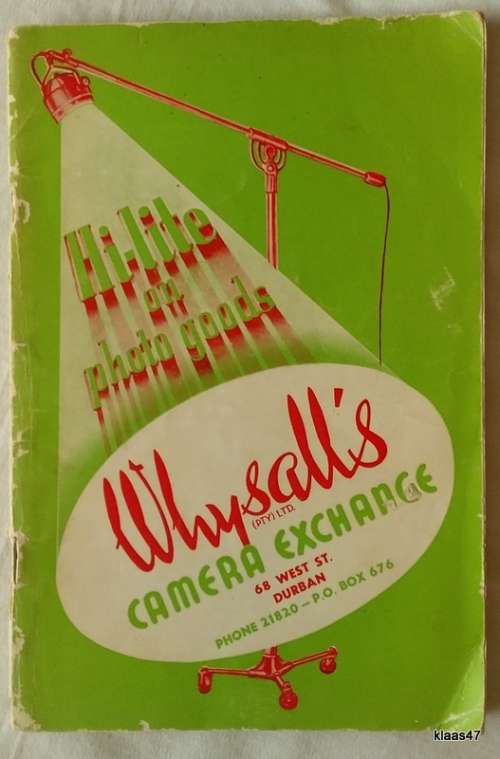 Hi-lite
on
photo goods
Whysall's
(PTY) LTD.
CAMERA EXCHANGE
68 WEST ST.
DURBAN
PHONE 21820 – P.O. BOX 676
klaas47